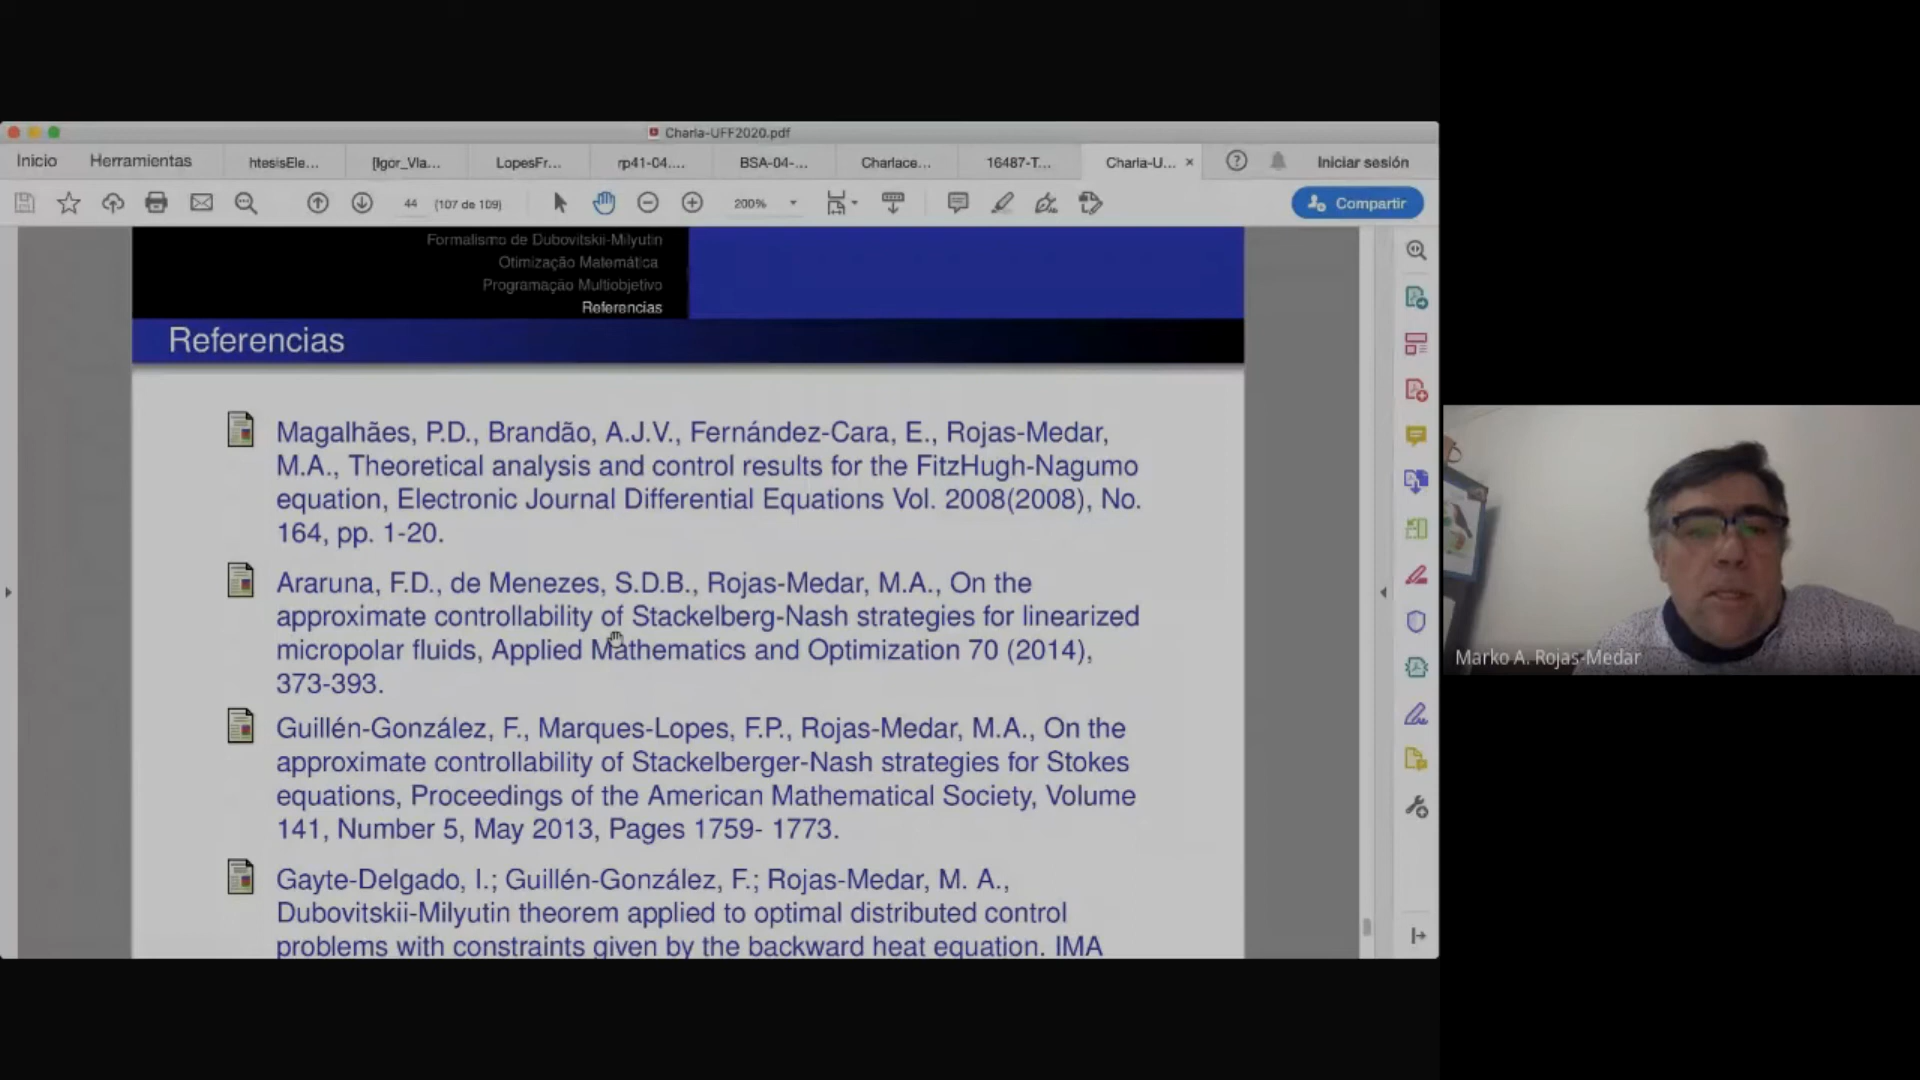 Charla-UFF2020.pdf
Inicio Herramientas htesisEle... [Igor_Vla... LopesFr... rp41-04.... BSA-04-... Charlace... 16487-T... Charla-U... × ? Iniciar sesión
44 (107 de 109) 200% Compartir
Formalismo de Dubovitskii-Milyutin
Otimização Matemática
Programação Multiobjetivo
Referencias
Referencias
Magalhães, P.D., Brandão, A.J.V., Fernández-Cara, E., Rojas-Medar,
M.A., Theoretical analysis and control results for the FitzHugh-Nagumo
equation, Electronic Journal Differential Equations Vol. 2008(2008), No.
164, pp. 1-20.
Araruna, F.D., de Menezes, S.D.B., Rojas-Medar, M.A., On the
approximate controllability of Stackelberg-Nash strategies for linearized
micropolar fluids, Applied Mathematics and Optimization 70 (2014),
373-393.
Guillén-González, F., Marques-Lopes, F.P., Rojas-Medar, M.A., On the
approximate controllability of Stackelberger-Nash strategies for Stokes
equations, Proceedings of the American Mathematical Society, Volume
141, Number 5, May 2013, Pages 1759- 1773.
Gayte-Delgado, I.; Guillén-González, F.; Rojas-Medar, M. A.,
Dubovitskii-Milyutin theorem applied to optimal distributed control
problems with constraints given by the backward heat equation. IMA
Marko A. Rojas-Medar